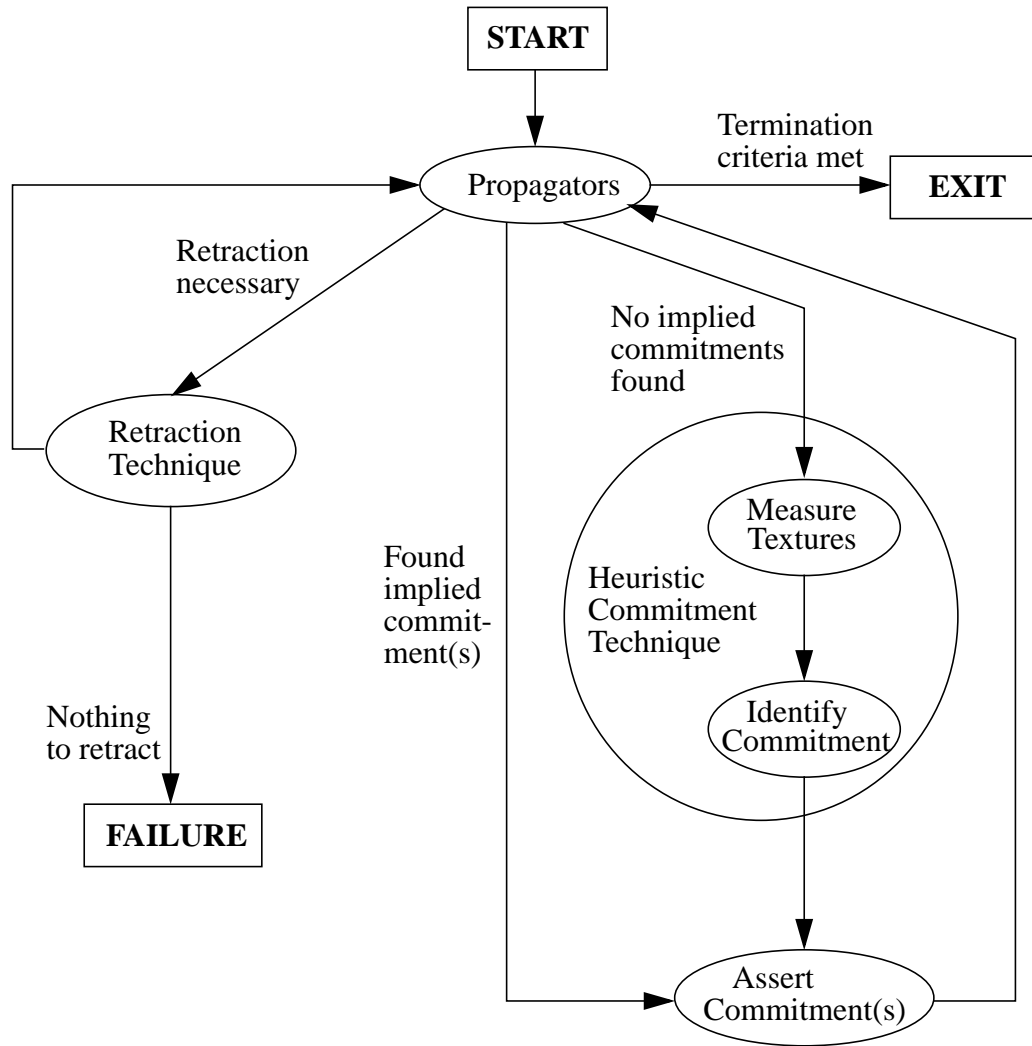 START
Termination
criteria met
Propagators
EXIT
Retraction
necessary
No implied
commitments
found
Retraction
Technique
Measure
Textures
Found
implied
commit-
ment(s)
Heuristic
Commitment
Technique
Identify
Commitment
Nothing
to retract
FAILURE
Assert
Commitment(s)